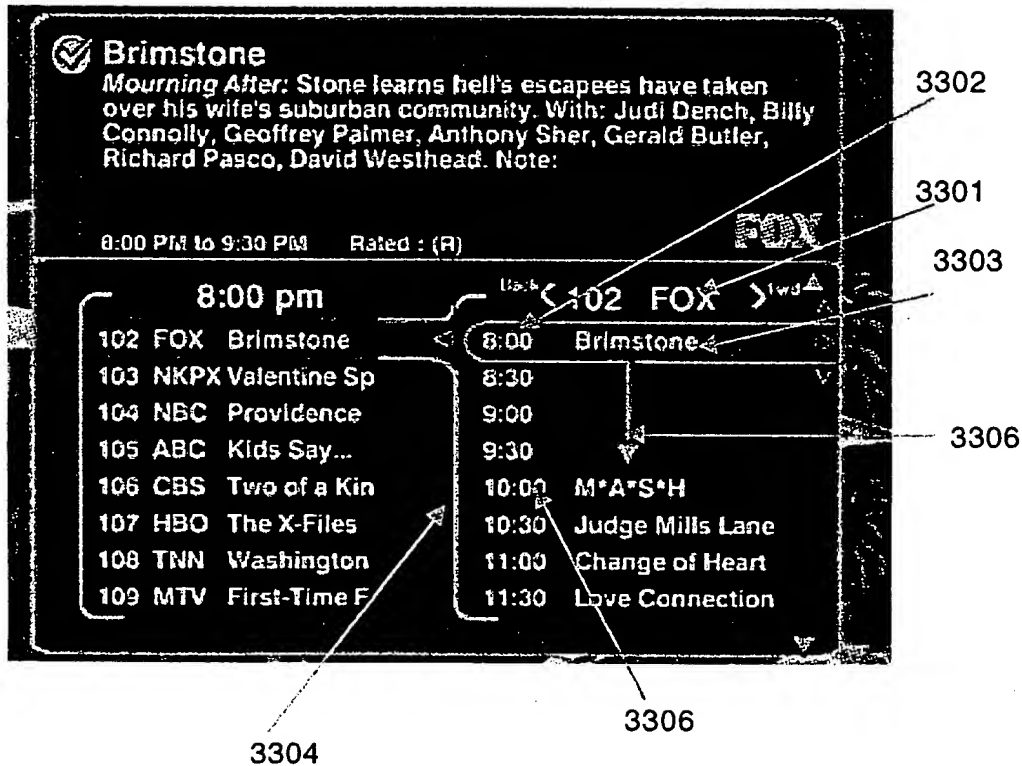 Brimstone
Mourning After: Stone learns hell's escapees have taken
over his wife's suburban community. With: Judi Dench, Billy
Connolly, Geoffrey Palmer, Anthony Sher, Gerald Butler,
Richard Pasco, David Westhead. Note:
8:00 PM to 9:30 PM Rated : (R)
FOX
8:00 pm
102 FOX Brimstone
103 NKPX Valentine Sp
104 NBC Providence
105 ABC Kids Say...
106 CBS Two of a Kin
107 HBO The X-Files
108 TNN Washington
109 MTV First-Time F
Back < 102 FOX > fwd
8:00 Brimstone
8:30
9:00
9:30
10:00 M*A*S*H
10:30 Judge Mills Lane
11:00 Change of Heart
11:30 Love Connection
3302
3301
3303
3306
3306
3304